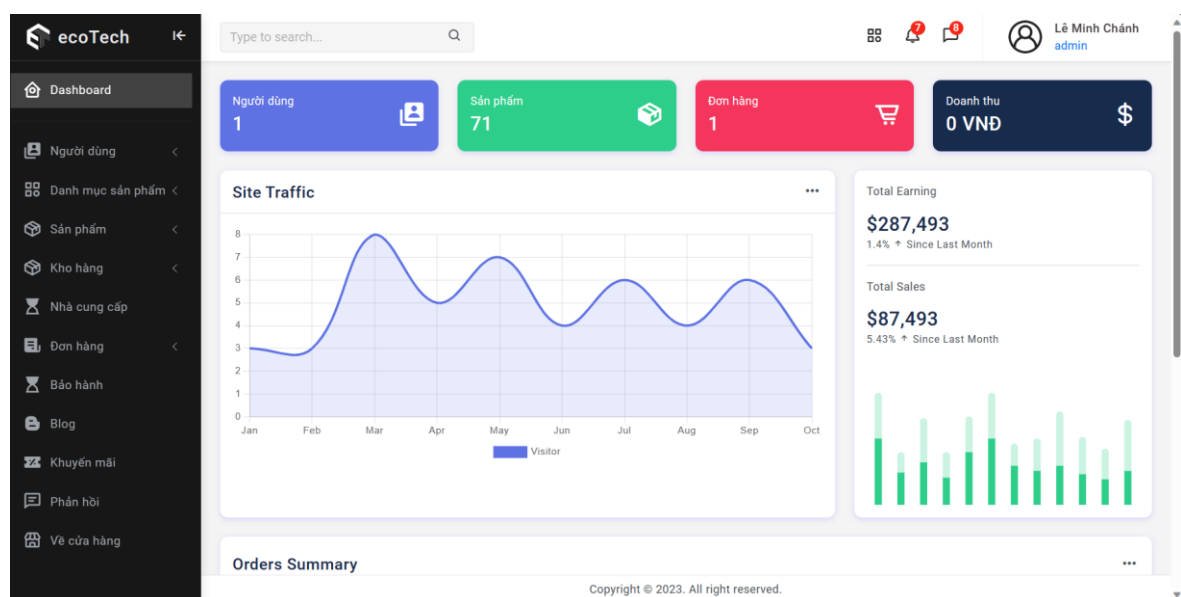 ecoTech
Dashboard
Người dùng
Danh mục sản phẩm
Sản phẩm
Kho hàng
Nhà cung cấp
Đơn hàng
Bảo hành
Blog
Khuyến mãi
Phản hồi
Về cửa hàng
Type to search...
7
8
Lê Minh Chánh
admin
Người dùng
1
Sản phẩm
71
Đơn hàng
1
Doanh thu
0 VNĐ
$
Site Traffic
8
7
6
5
4
3
2
1
0
Jan Feb Mar Apr May Jun Jul Aug Sep Oct
Visitor
Total Earning
$287,493
1.4% ↑ Since Last Month
Total Sales
$87,493
5.43% ↑ Since Last Month
Orders Summary
Copyright © 2023. All right reserved.